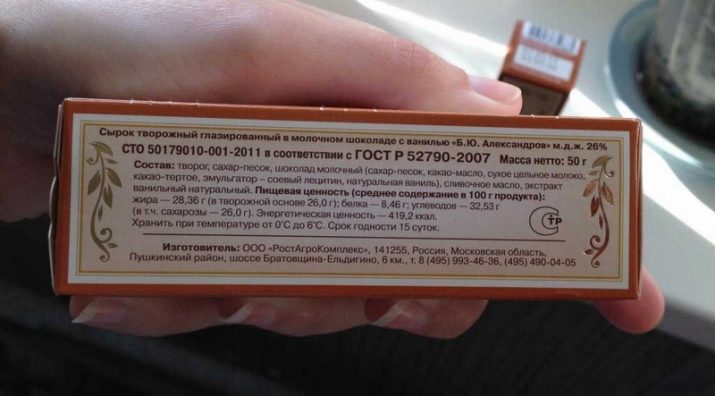 Сырок творожный глазированный в молочном шоколаде с ванилью «Б.Ю. Александров» м.д.ж. 26%
СТО 50179010-001-2011 в соответствии с ГОСТ Р 52790-2007 Масса нетто: 50 г
Состав: творог, сахар-песок, шоколад молочный (сахар-песок, какао-масло, сухое цельное молоко,
какао-тертое, эмульгатор – соевый лецитин, натуральная ваниль), сливочное масло, экстракт
ванильный натуральный. Пищевая ценность (среднее содержание в 100 г продукта):
жира — 28,36 г (в творожной основе 26,0 г); белка — 8,46 г; углеводов — 32,53 г
(в т.ч. сахарозы — 26,0 г). Энергетическая ценность — 419,2 ккал.
Хранить при температуре от 0˚С до 6˚С. Срок годности 15 суток.
СТР
Изготовитель: ООО «РостАгроКомплекс», 141255, Россия, Московская область,
Пушкинский район, шоссе Братовщина-Ельдигино, 6 км., т. 8 (495) 993-46-36, (495) 490-04-05